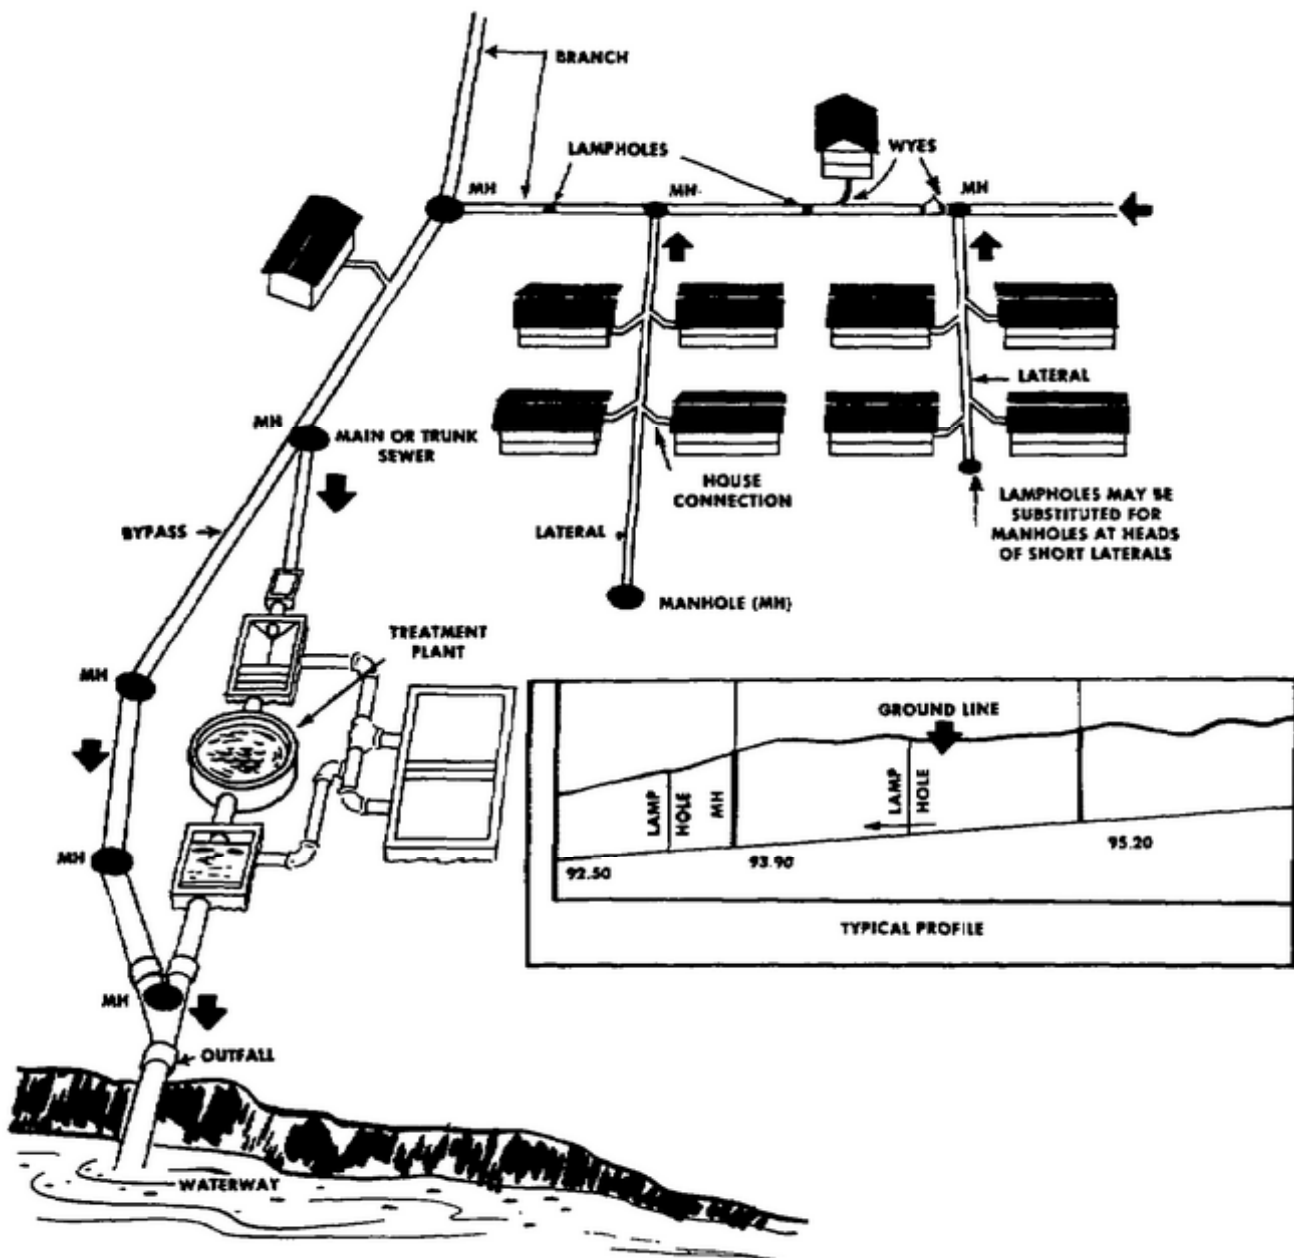 BRANCH
LAMPHOLES
WYES
MH
MH
MH
MH
MAIN OR TRUNK
SEWER
HOUSE
CONNECTION
LATERAL
LAMPHOLES MAY BE
SUBSTITUTED FOR
MANHOLES AT HEADS
OF SHORT LATERALS
BYPASS
LATERAL
MANHOLE (MH)
TREATMENT
PLANT
MH
MH
MH
OUTFALL
WATERWAY
GROUND LINE
LAMP
HOLE
MH
LAMP
HOLE
92.50
93.90
95.20
TYPICAL PROFILE